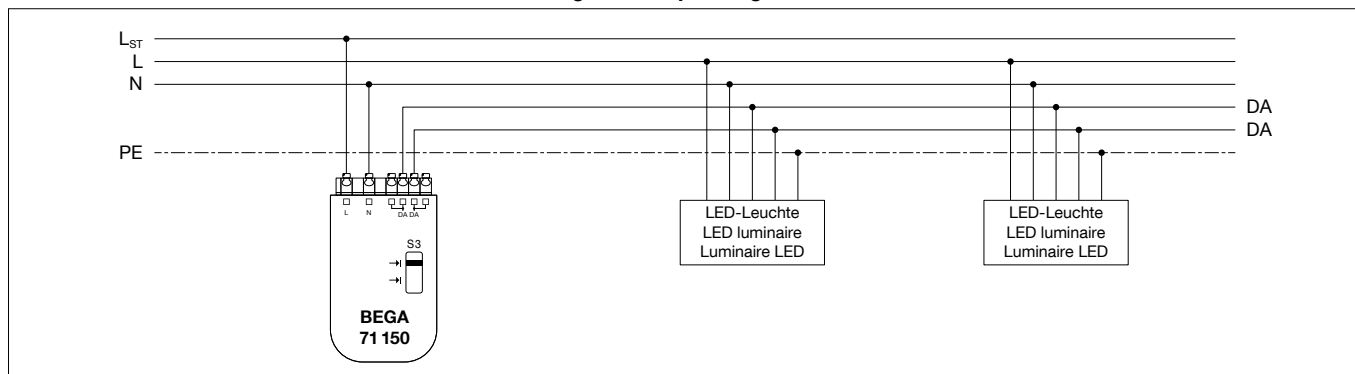 L_ST
L
N
DA
DA
PE
L N DA DA
S3
BEGA
71 150
LED-Leuchte
LED luminaire
Luminaire LED
LED-Leuchte
LED luminaire
Luminaire LED